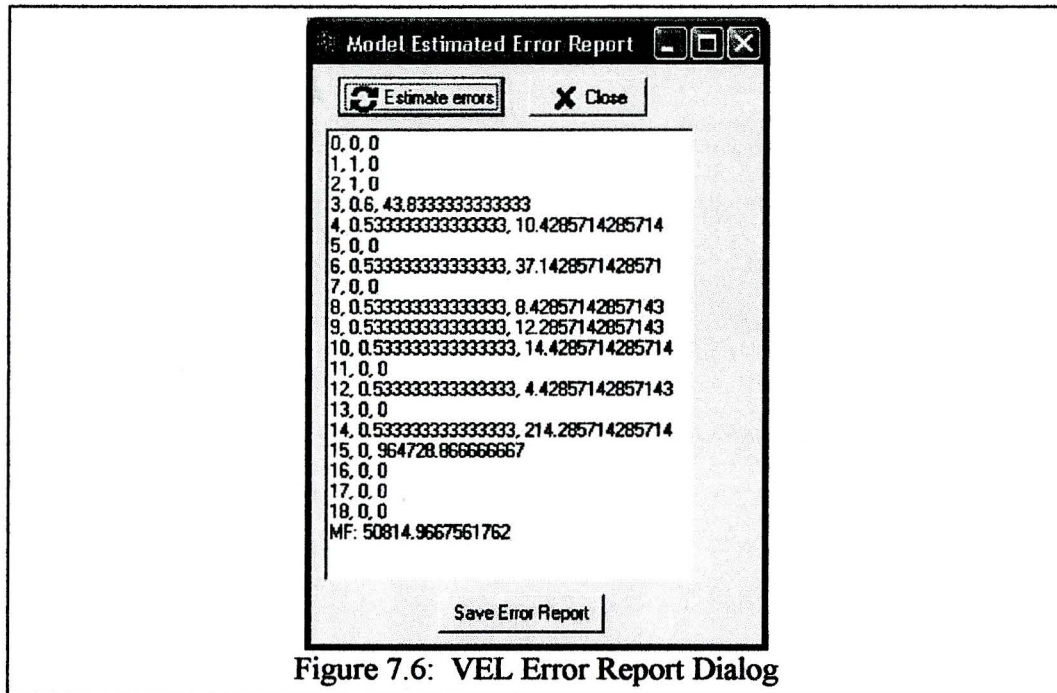 Model Estimated Error Report
Estimate errors Close
0, 0, 0
1, 1, 0
2, 1, 0
3, 0.6, 43.8333333333333
4, 0.533333333333333, 10.4285714285714
5, 0, 0
6, 0.533333333333333, 37.1428571428571
7, 0, 0
8, 0.533333333333333, 8.42857142857143
9, 0.533333333333333, 12.2857142857143
10, 0.533333333333333, 14.4285714285714
11, 0, 0
12, 0.533333333333333, 4.42857142857143
13, 0, 0
14, 0.533333333333333, 214.285714285714
15, 0, 964728.866666667
16, 0, 0
17, 0, 0
18, 0, 0
MF: 50814.9667561762
Save Error Report
Figure 7.6: VEL Error Report Dialog